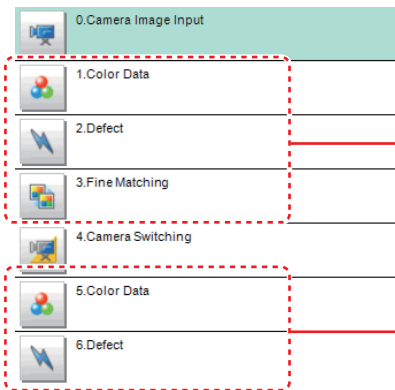 0.Camera Image Input
1.Color Data
2.Defect
3.Fine Matching
4.Camera Switching
5.Color Data
6.Defect